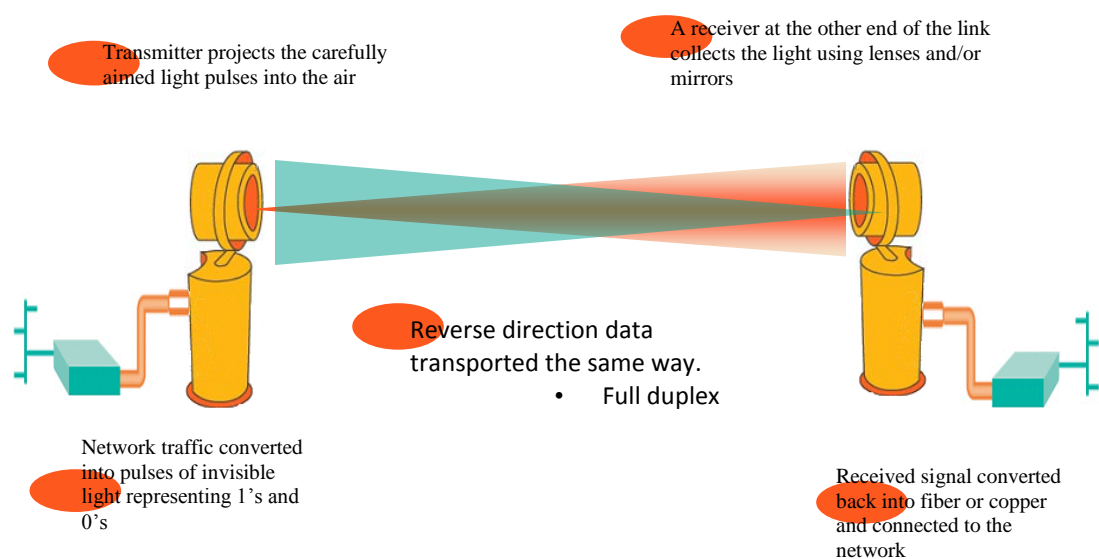 Transmitter projects the carefully
aimed light pulses into the air
A receiver at the other end of the link
collects the light using lenses and/or
mirrors
Reverse direction data
transported the same way.
• Full duplex
Network traffic converted
into pulses of invisible
light representing 1’s and
0’s
Received signal converted
back into fiber or copper
and connected to the
network